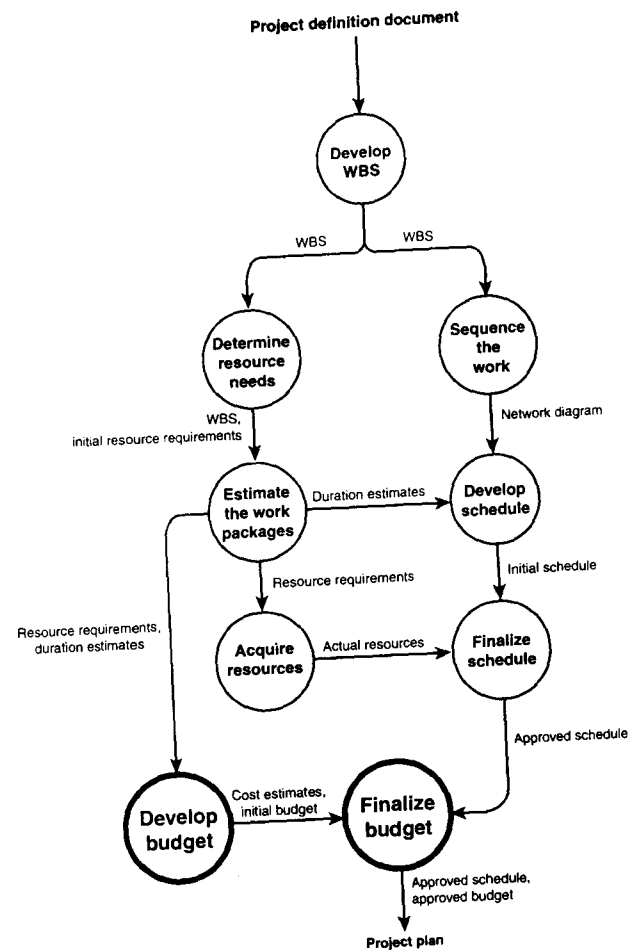 Project definition document
Develop
WBS
WBS
WBS
Determine
resource
needs
Sequence
the
work
WBS,
initial resource requirements
Network diagram
Estimate
the work
packages
Duration estimates
Develop
schedule
Resource requirements
Initial schedule
Resource requirements,
duration estimates
Acquire
resources
Actual resources
Finalize
schedule
Approved schedule
Develop
budget
Cost estimates,
initial budget
Finalize
budget
Approved schedule,
approved budget
Project plan